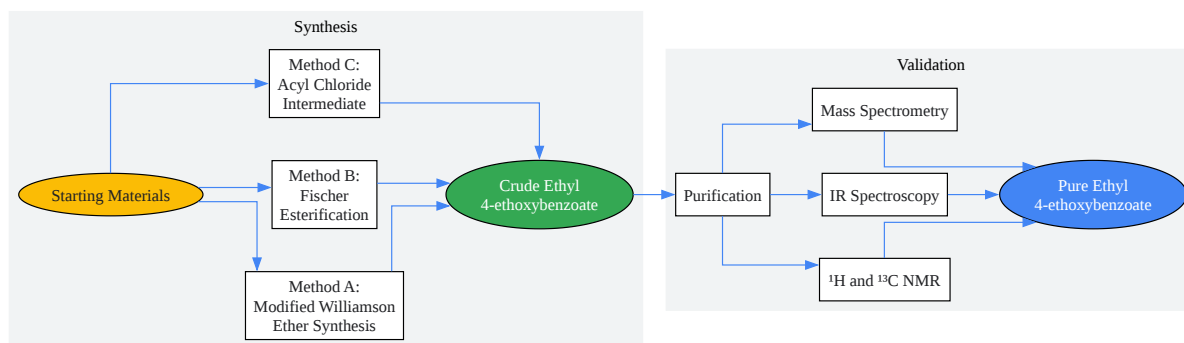 Synthesis
Method C:
Acyl Chloride
Intermediate
Starting Materials
Method B:
Fischer
Esterification
Method A:
Modified Williamson
Ether Synthesis
Crude Ethyl
4-ethoxybenzoate
Validation
Purification
Mass Spectrometry
IR Spectroscopy
¹H and ¹³C NMR
Pure Ethyl
4-ethoxybenzoate